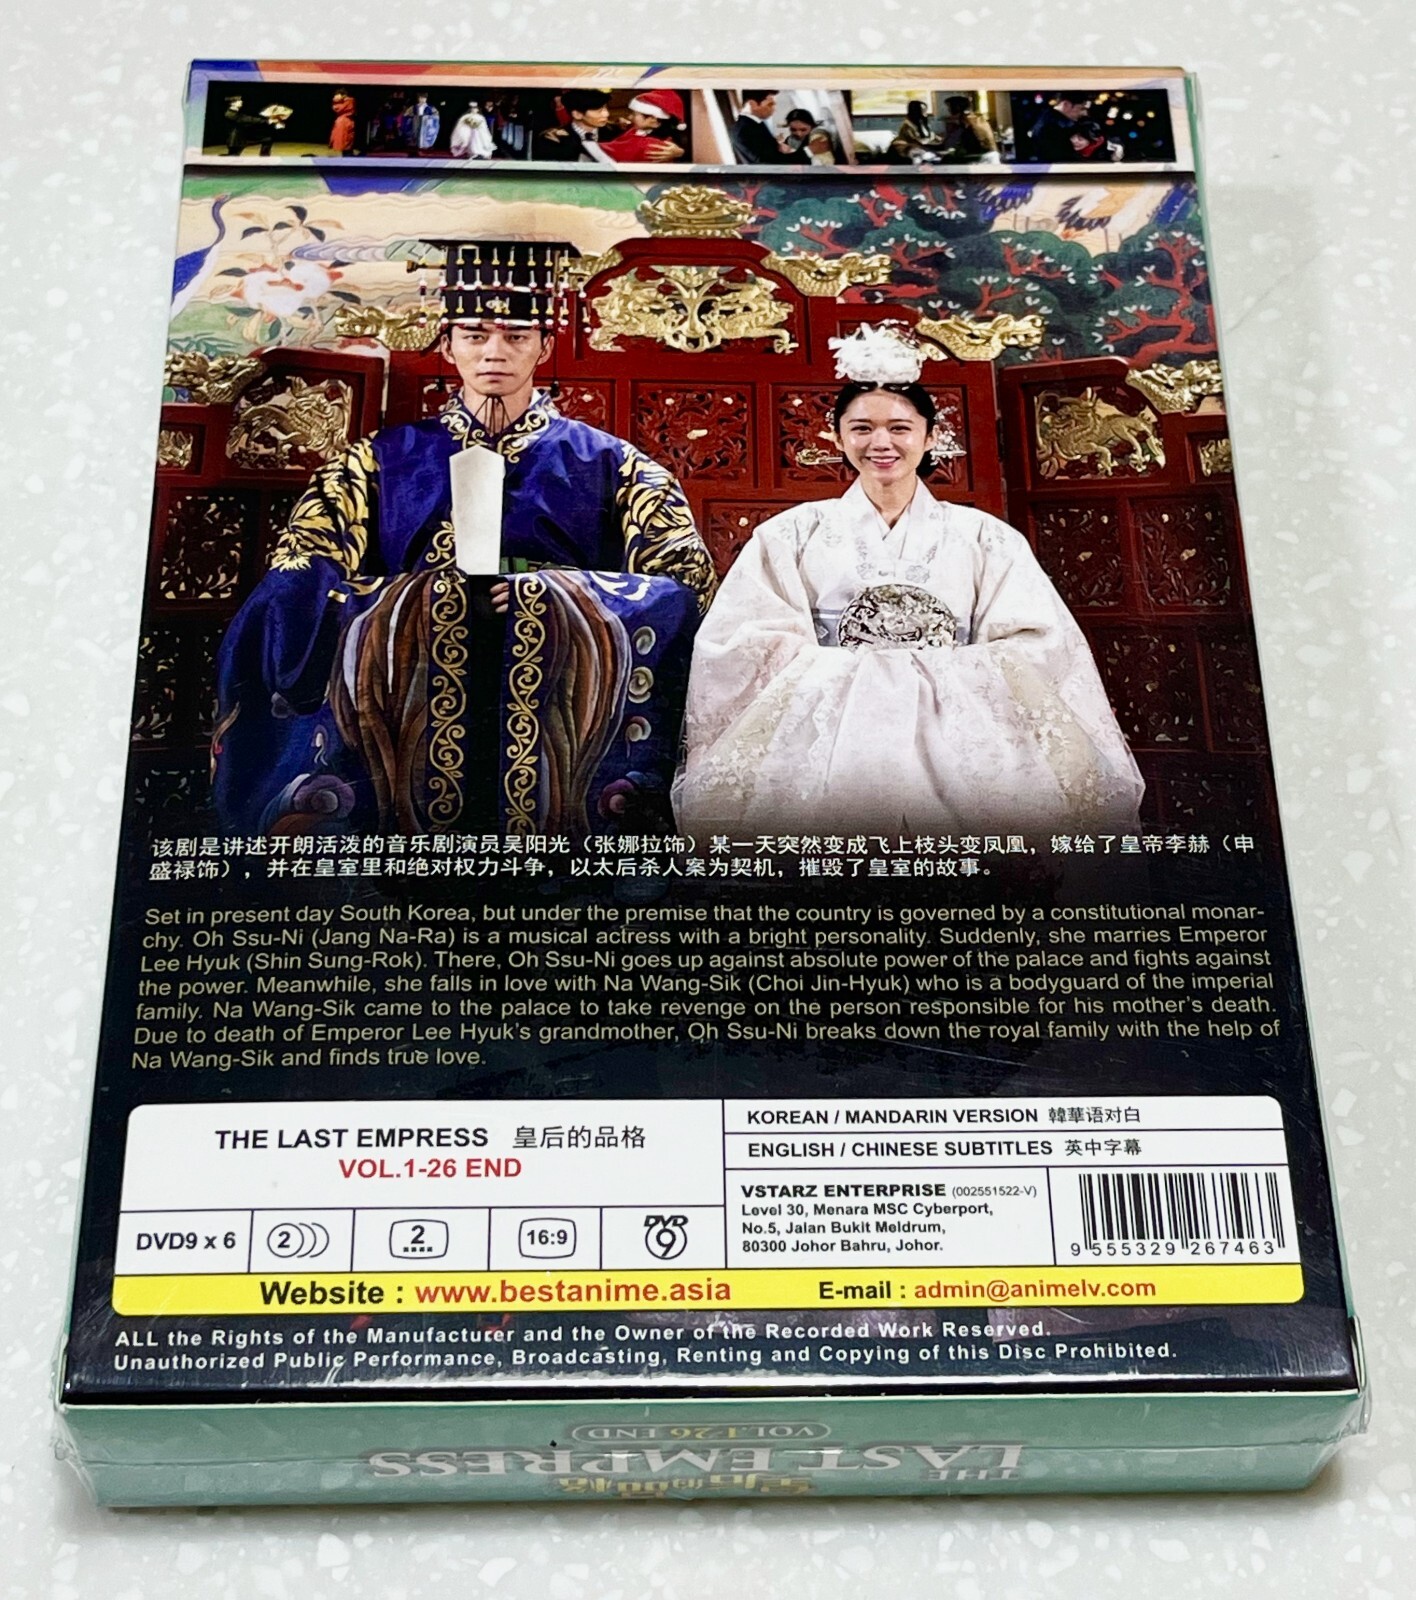 该剧是讲述开朗活泼的音乐剧演员吴阳光（张娜拉饰）某一天突然变成飞上枝头变凤凰，嫁给了皇帝李赫（申
盛禄饰），并在皇室里和绝对权力斗争，以太后杀人案为契机，摧毁了皇室的故事。
Set in present day South Korea, but under the premise that the country is governed by a constitutional monar-
chy. Oh Ssu-Ni (Jang Na-Ra) is a musical actress with a bright personality. Suddenly, she marries Emperor
Lee Hyuk (Shin Sung-Rok). There, Oh Ssu-Ni goes up against absolute power of the palace and fights against
the power. Meanwhile, she falls in love with Na Wang-Sik (Choi Jin-Hyuk) who is a bodyguard of the imperial
family. Na Wang-Sik came to the palace to take revenge on the person responsible for his mother's death.
Due to death of Emperor Lee Hyuk's grandmother, Oh Ssu-Ni breaks down the royal family with the help of
Na Wang-Sik and finds true love.
THE LAST EMPRESS 皇后的品格
VOL.1-26 END
KOREAN / MANDARIN VERSION 韓華语对白
ENGLISH / CHINESE SUBTITLES 英中字幕
DVD9 x 6
2
2
16:9
DVD
9
VSTARZ ENTERPRISE (002551522-V)
Level 30, Menara MSC Cyberport,
No.5, Jalan Bukit Meldrum,
80300 Johor Bahru, Johor.
9 555329 267463
Website : www.bestanime.asia
E-mail : admin@animelv.com
ALL the Rights of the Manufacturer and the Owner of the Recorded Work Reserved.
Unauthorized Public Performance, Broadcasting, Renting and Copying of this Disc Prohibited.
皇后的品格
THE LAST EMPRESS
VOL.1-26 END